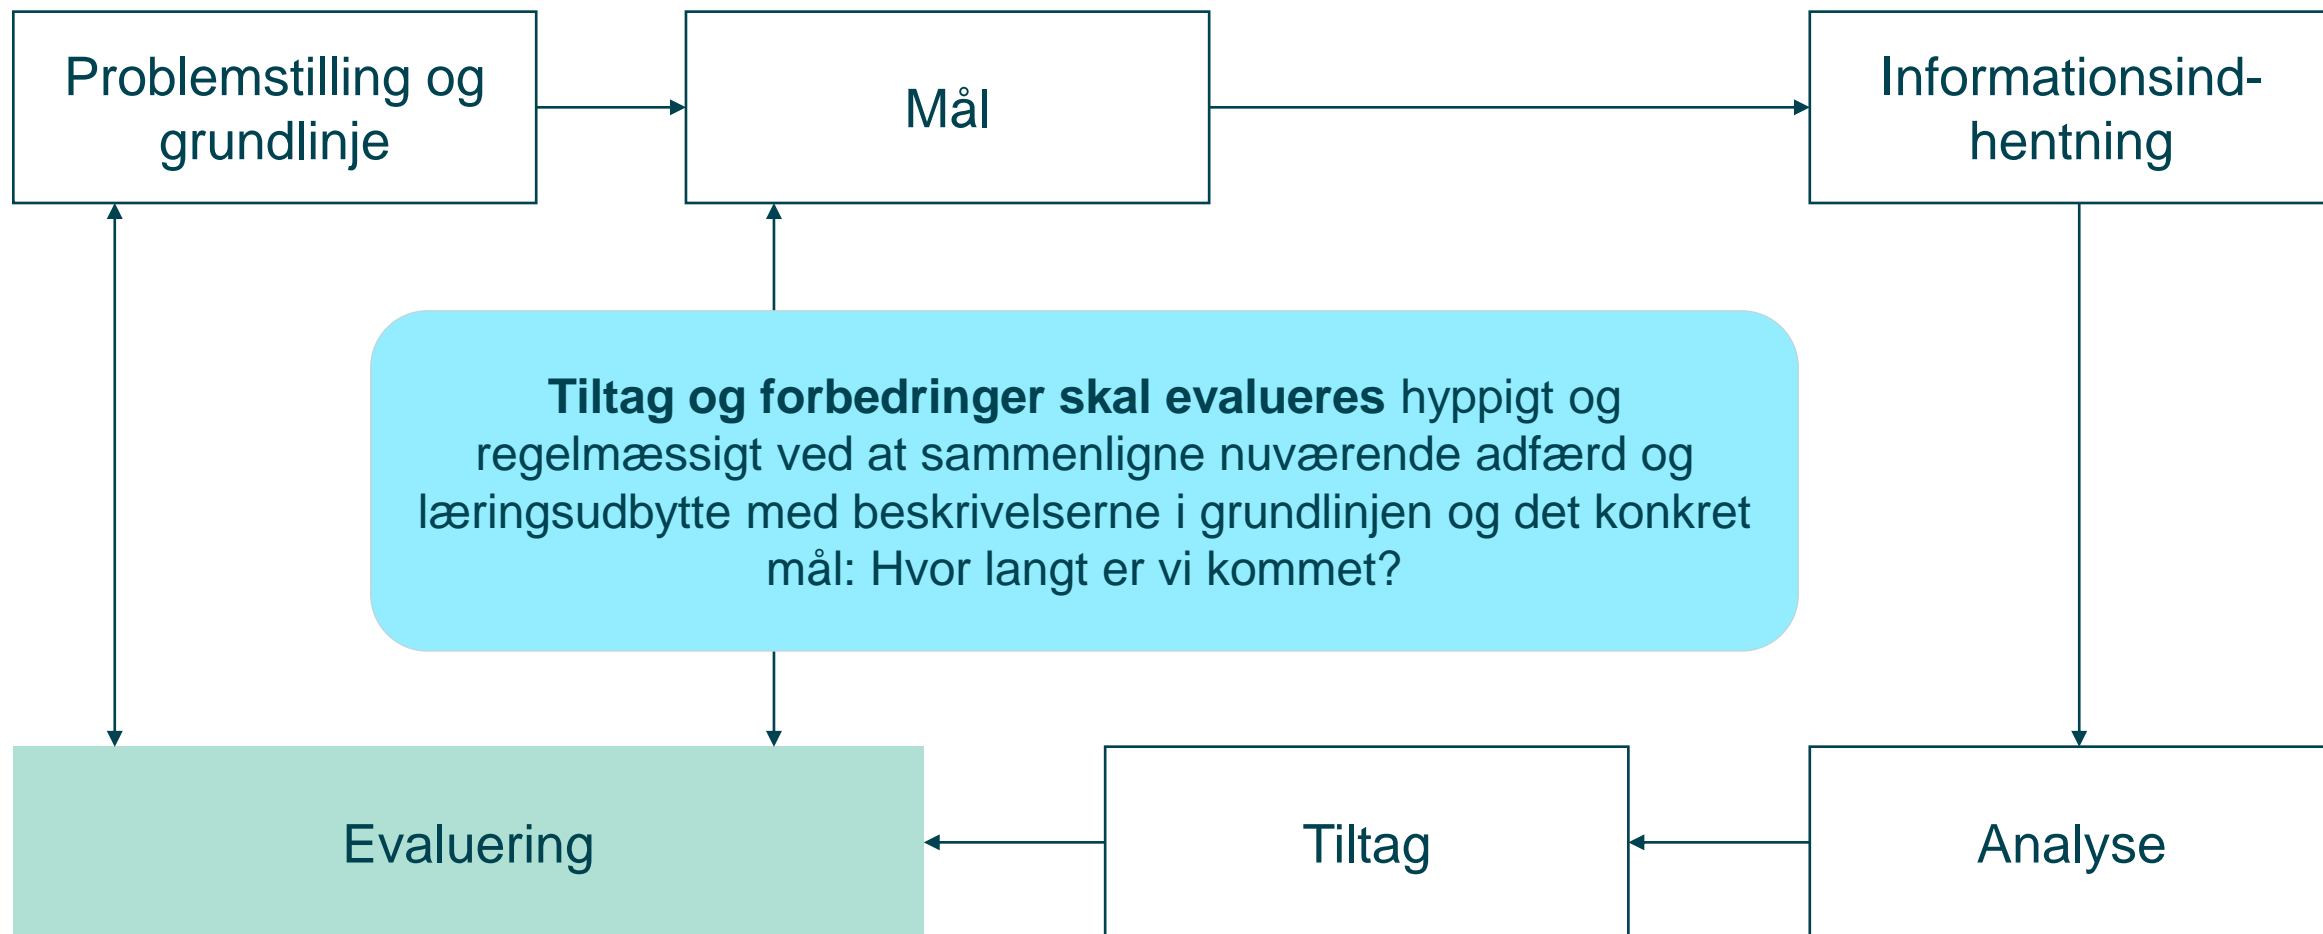 Problemstilling og
grundlinje
Mål
Informationsind-
hentning
Tiltag og forbedringer skal evalueres hyppigt og
regelmæssigt ved at sammenligne nuværende adfærd og
læringsudbytte med beskrivelserne i grundlinjen og det konkret
mål: Hvor langt er vi kommet?
Evaluering
Tiltag
Analyse